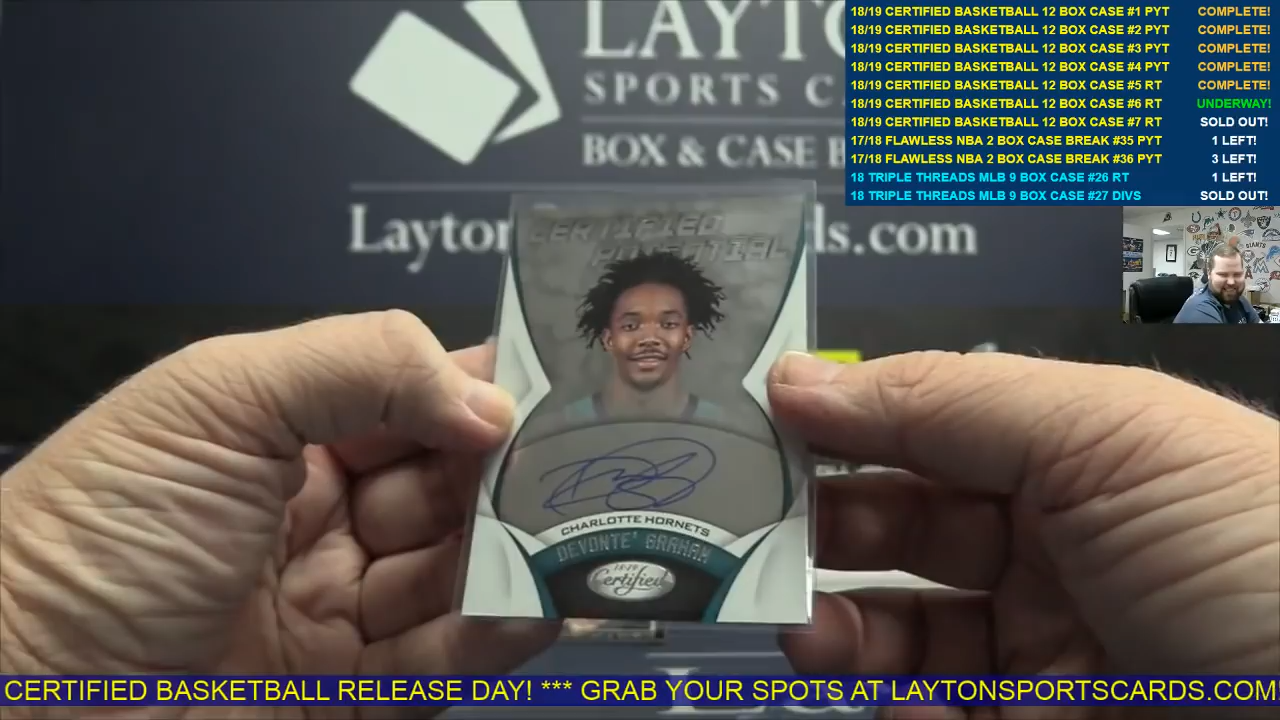 LAYTO
SPORTS C
BOX & CASE B
Layton
ds.com
18/19 CERTIFIED BASKETBALL 12 BOX CASE #1 PYT COMPLETE!
18/19 CERTIFIED BASKETBALL 12 BOX CASE #2 PYT COMPLETE!
18/19 CERTIFIED BASKETBALL 12 BOX CASE #3 PYT COMPLETE!
18/19 CERTIFIED BASKETBALL 12 BOX CASE #4 PYT COMPLETE!
18/19 CERTIFIED BASKETBALL 12 BOX CASE #5 RT COMPLETE!
18/19 CERTIFIED BASKETBALL 12 BOX CASE #6 RT UNDERWAY!
18/19 CERTIFIED BASKETBALL 12 BOX CASE #7 RT SOLD OUT!
17/18 FLAWLESS NBA 2 BOX CASE BREAK #35 PYT 1 LEFT!
17/18 FLAWLESS NBA 2 BOX CASE BREAK #36 PYT 3 LEFT!
18 TRIPLE THREADS MLB 9 BOX CASE #26 RT 1 LEFT!
18 TRIPLE THREADS MLB 9 BOX CASE #27 DIVS SOLD OUT!
CERTIFIED
POTENTIAL
CHARLOTTE HORNETS
DEVONTE' GRAHAM
18-19
Certified
CERTIFIED BASKETBALL RELEASE DAY! *** GRAB YOUR SPOTS AT LAYTONSPORTSCARDS.COM